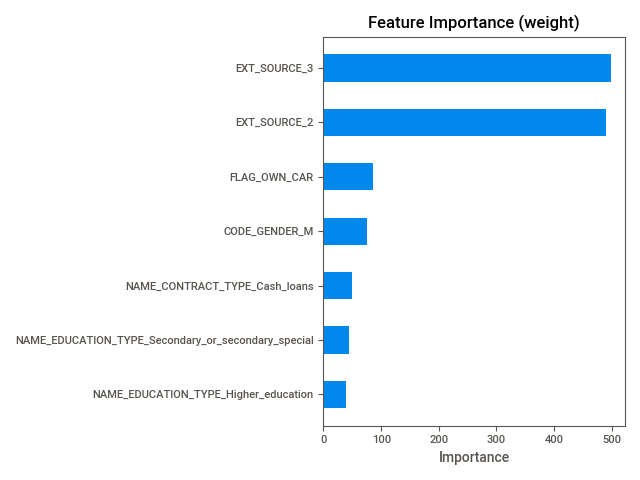 Feature Importance (weight)
EXT_SOURCE_3
EXT_SOURCE_2
FLAG_OWN_CAR
CODE_GENDER_M
NAME_CONTRACT_TYPE_Cash_loans
NAME_EDUCATION_TYPE_Secondary_or_secondary_special
NAME_EDUCATION_TYPE_Higher_education
0 100 200 300 400 500
Importance